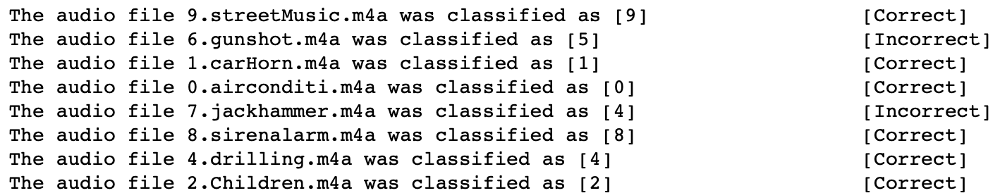 The audio file 9.streetMusic.m4a was classified as [9] [Correct]
The audio file 6.gunshot.m4a was classified as [5] [Incorrect]
The audio file 1.carHorn.m4a was classified as [1] [Correct]
The audio file 0.airconditi.m4a was classified as [0] [Correct]
The audio file 7.jackhammer.m4a was classified as [4] [Incorrect]
The audio file 8.sirenalarm.m4a was classified as [8] [Correct]
The audio file 4.drilling.m4a was classified as [4] [Correct]
The audio file 2.Children.m4a was classified as [2] [Correct]